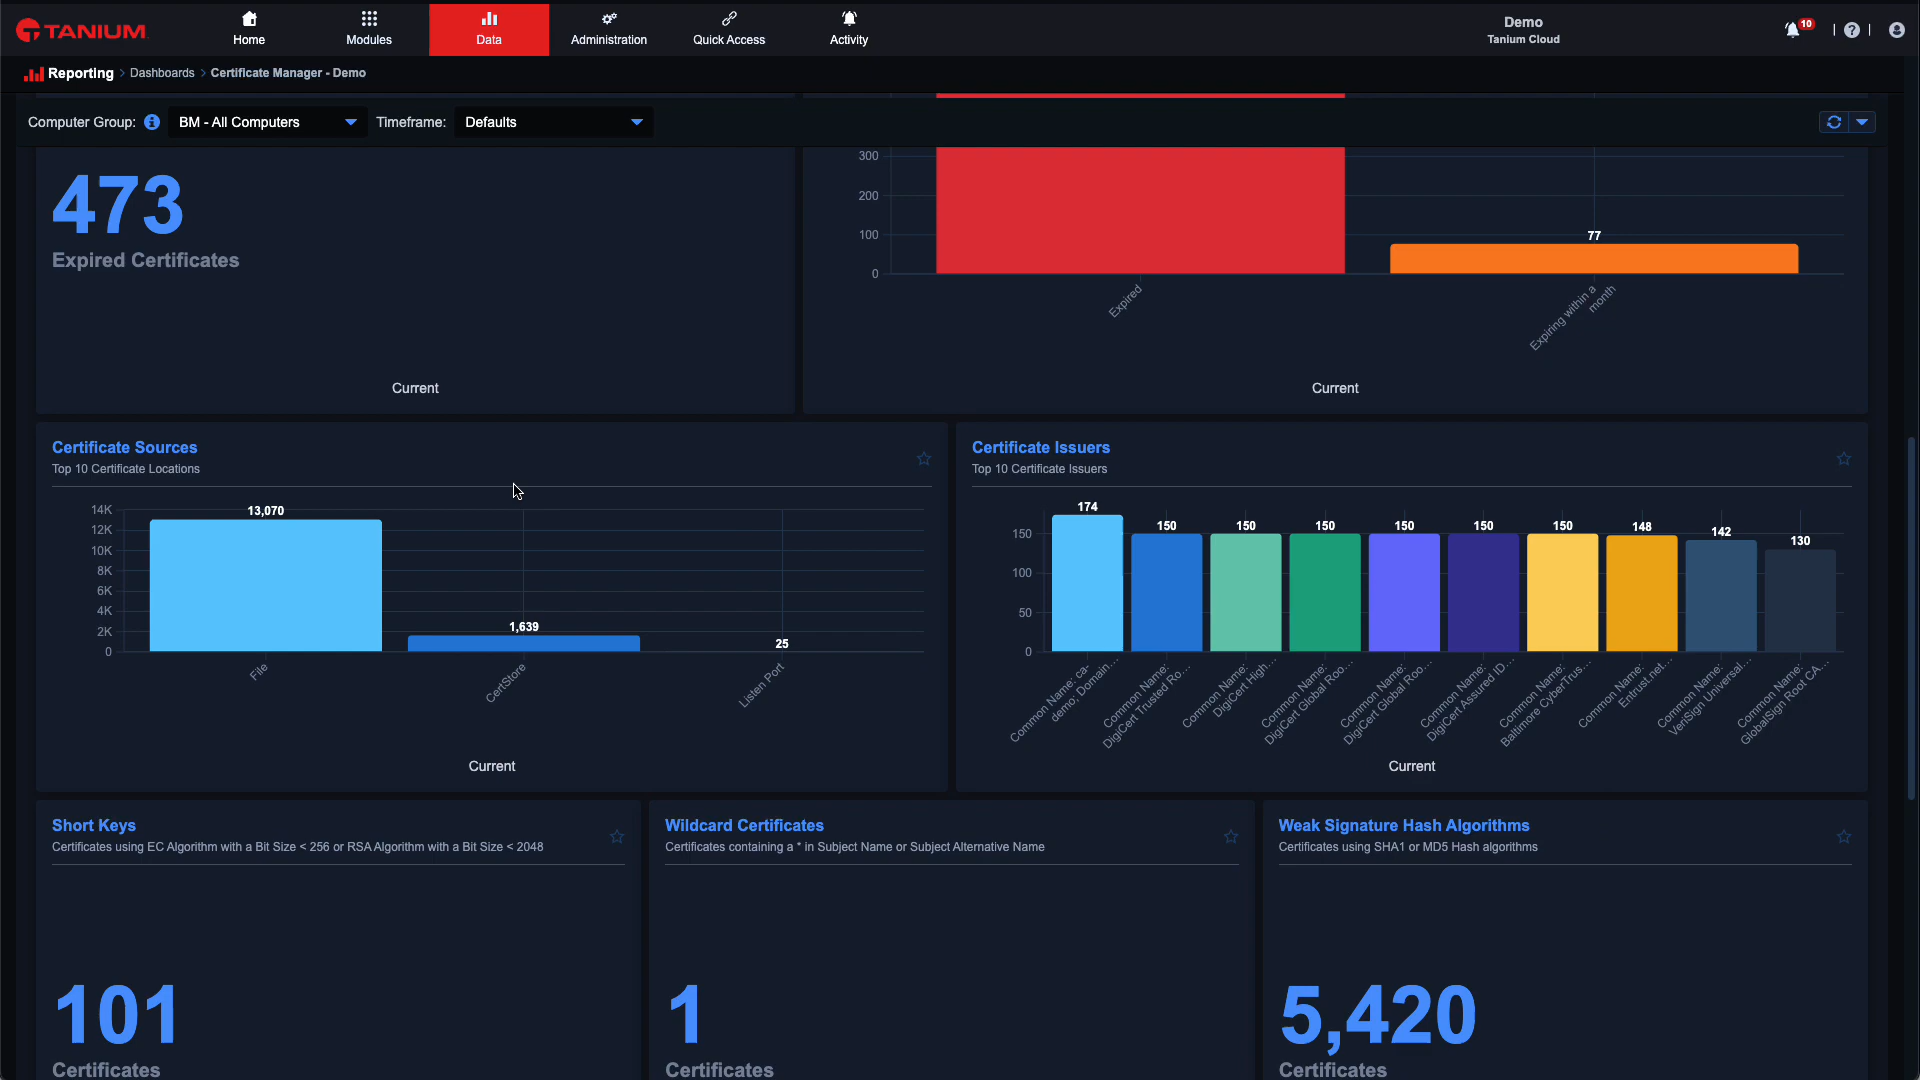 TANIUM
Home
Modules
Data
Administration
Quick Access
Activity
Demo
Tanium Cloud
10
Reporting > Dashboards > Certificate Manager - Demo
Computer Group: BM - All Computers Timeframe: Defaults
473
Expired Certificates
Current
300
200
100
0
77
Expired
Expiring within a
month
Current
Certificate Sources
Top 10 Certificate Locations
14K
12K
10K
8K
6K
4K
2K
0
13,070
1,639
25
File
CertStore
Listen Port
Current
Certificate Issuers
Top 10 Certificate Issuers
150
100
50
0
174
150
150
150
150
150
150
148
142
130
Common Name: ca-
demo; Domain...
Common Name:
DigiCert Trusted Ro...
Common Name:
DigiCert High...
Common Name:
DigiCert Global Roo...
Common Name:
DigiCert Global Roo...
Common Name:
DigiCert Assured ID...
Common Name:
Baltimore CyberTrus...
Common Name:
Entrust.net...
Common Name:
VeriSign Universal...
Common Name:
GlobalSign Root CA...
Current
Short Keys
Certificates using EC Algorithm with a Bit Size < 256 or RSA Algorithm with a Bit Size < 2048
101
Certificates
Wildcard Certificates
Certificates containing a * in Subject Name or Subject Alternative Name
1
Certificates
Weak Signature Hash Algorithms
Certificates using SHA1 or MD5 Hash algorithms
5,420
Certificates